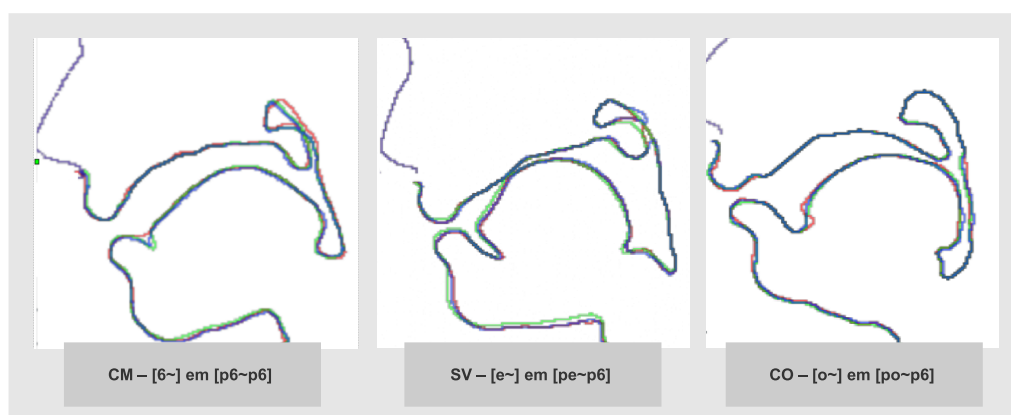 CM – [6~] em [p6~p6]
SV – [e~] em [pe~p6]
CO – [o~] em [po~p6]